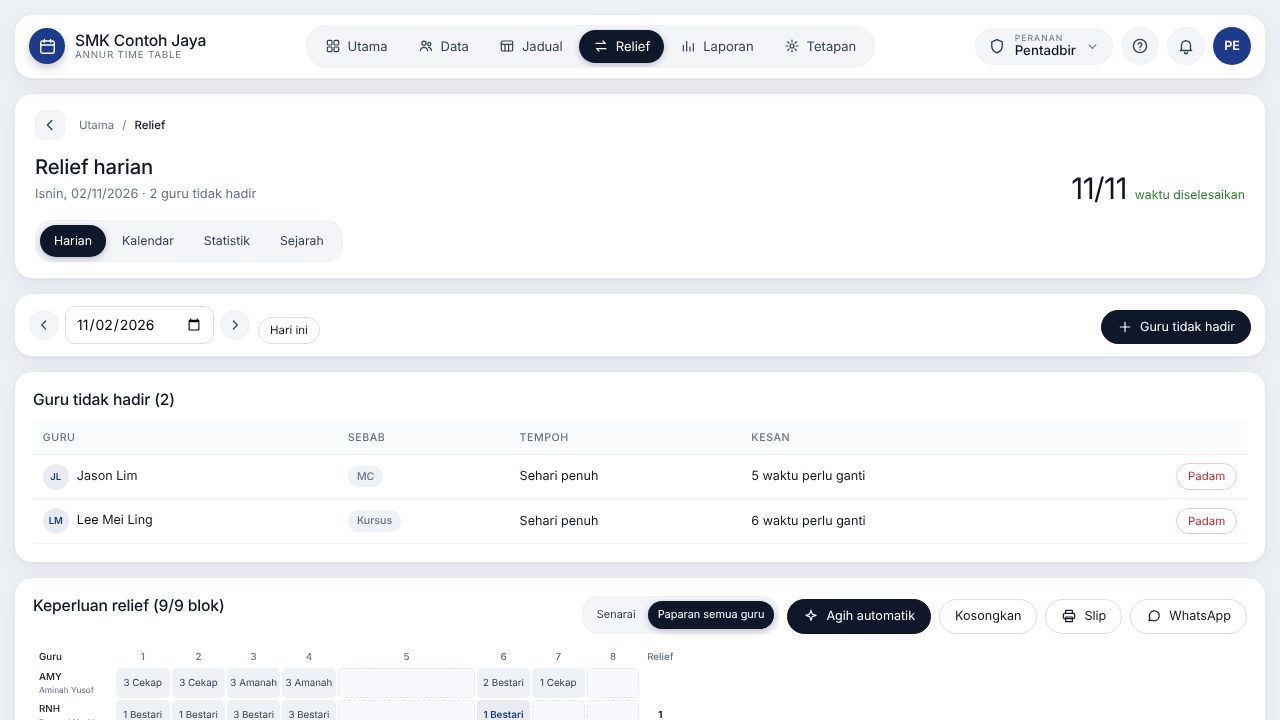 SMK Contoh Jaya
ANNUR TIME TABLE
Utama
Data
Jadual
Relief
Laporan
Tetapan
PERANAN
Pentadbir
PE
Utama / Relief
Relief harian
Isnin, 02/11/2026 · 2 guru tidak hadir
11/11 waktu diselesaikan
Harian Kalendar Statistik Sejarah
11/02/2026
Hari ini
Guru tidak hadir
Guru tidak hadir (2)
GURU SEBAB TEMPOH KESAN
JL Jason Lim MC Sehari penuh 5 waktu perlu ganti Padam
LM Lee Mei Ling Kursus Sehari penuh 6 waktu perlu ganti Padam
Keperluan relief (9/9 blok)
Senarai Paparan semua guru Agih automatik Kosongkan Slip WhatsApp
Guru 1 2 3 4 5 6 7 8 Relief
AMY 3 Cekap 3 Cekap 3 Amanah 3 Amanah 2 Bestari 1 Cekap
Aminah Yusof
RNH 1 Bestari 1 Bestari 3 Bestari 3 Bestari 1 Bestari 1